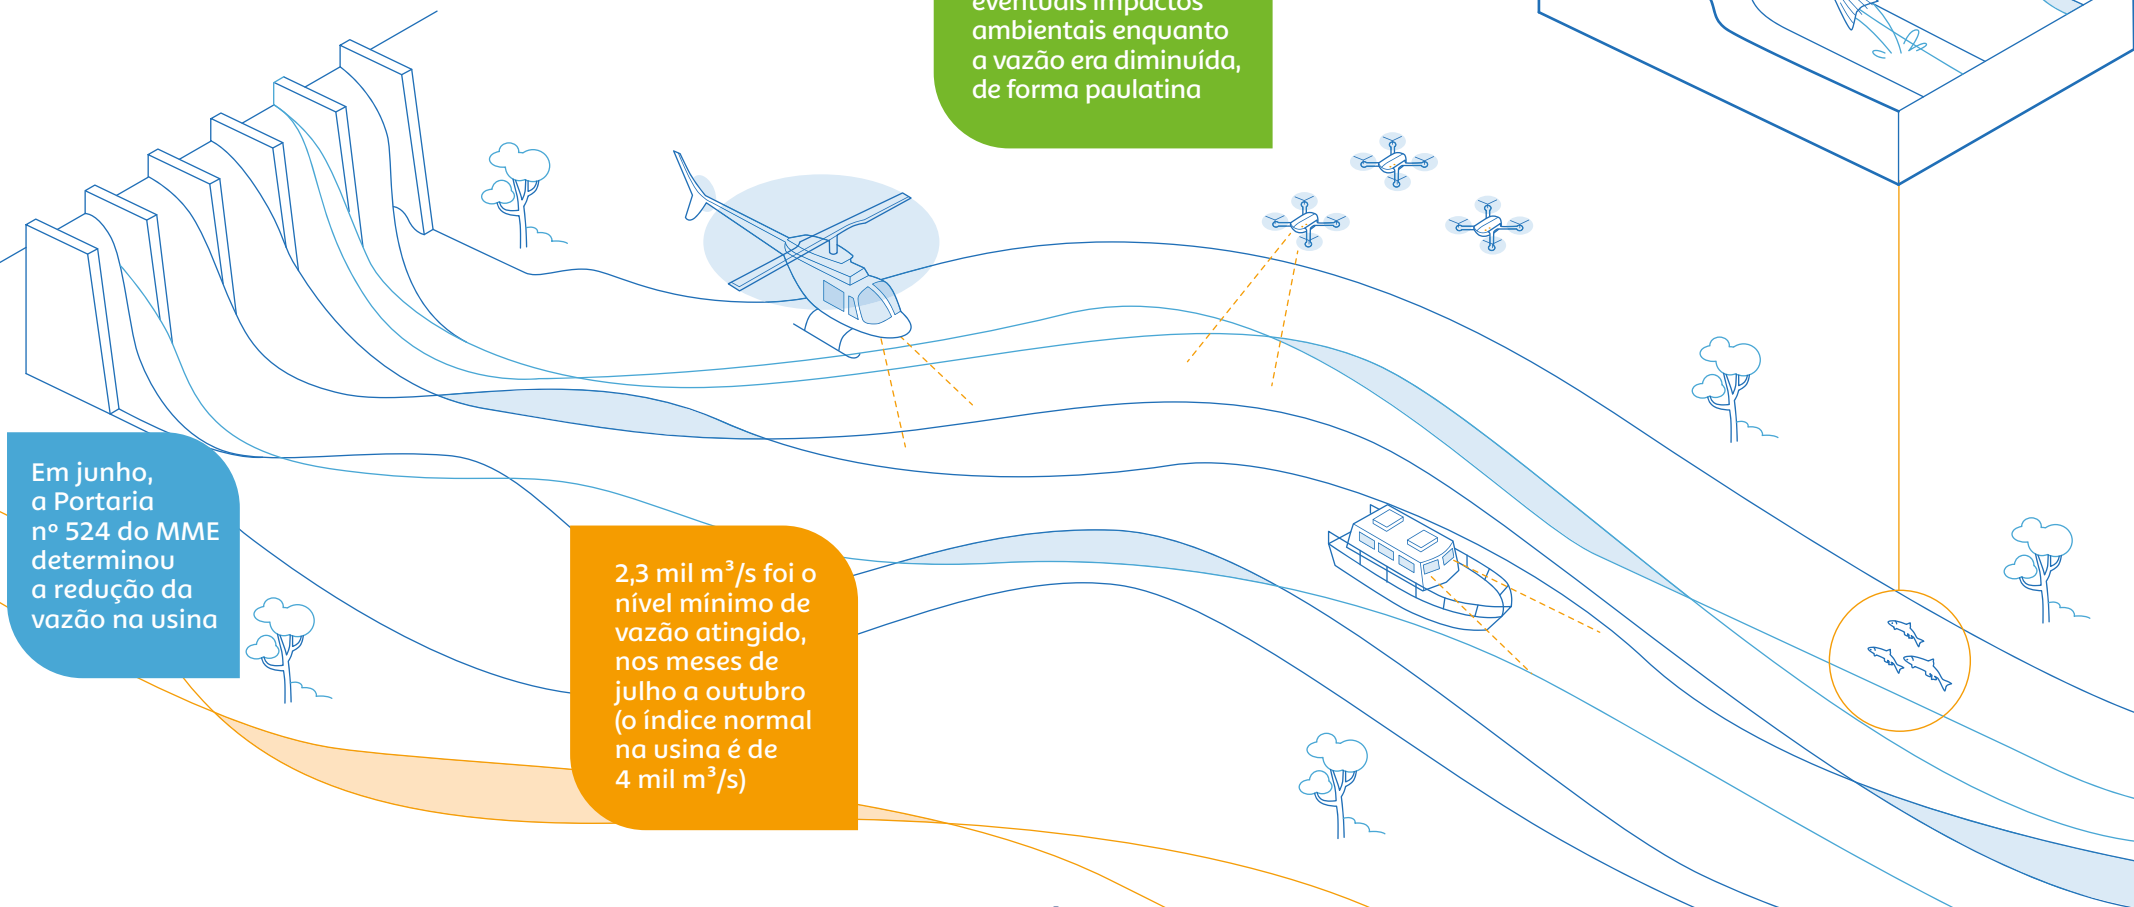 eventuais impactos
ambientais enquanto
a vazão era diminuída,
de forma paulatina
Em junho,
a Portaria
nº 524 do MME
determinou
a redução da
vazão na usina
2,3 mil m³/s foi o
nível mínimo de
vazão atingido,
nos meses de
julho a outubro
(o índice normal
na usina é de
4 mil m³/s)